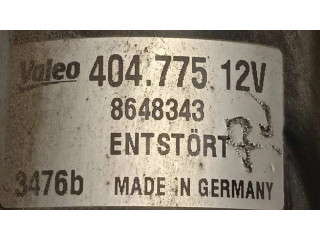 Valeo 404.775 12V
8648343
ENTSTÖRT
3476b MADE IN GERMANY